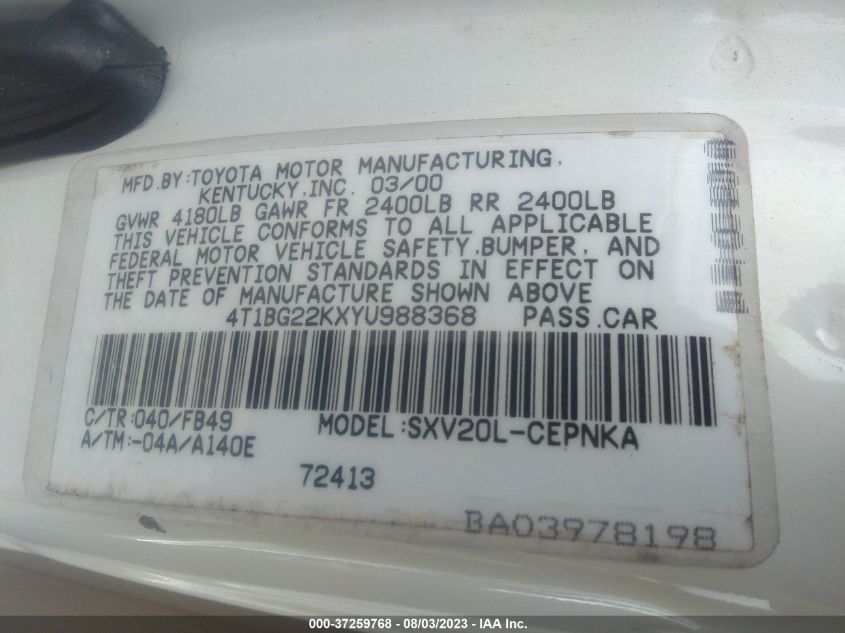 MFD.BY:TOYOTA MOTOR MANUFACTURING,
KENTUCKY,INC. 03/00
GVWR 4180LB GAWR FR 2400LB RR 2400LB
THIS VEHICLE CONFORMS TO ALL APPLICABLE
FEDERAL MOTOR VEHICLE SAFETY,BUMPER, AND
THEFT PREVENTION STANDARDS IN EFFECT ON
THE DATE OF MANUFACTURE SHOWN ABOVE
4T1BG22KXYU988368 PASS.CAR
C/TR:040/FB49 MODEL:SXV20L-CEPNKA
A/TM:-04A/A140E
72413
BA03978198
000-37259768 - 08/03/2023 - IAA Inc.